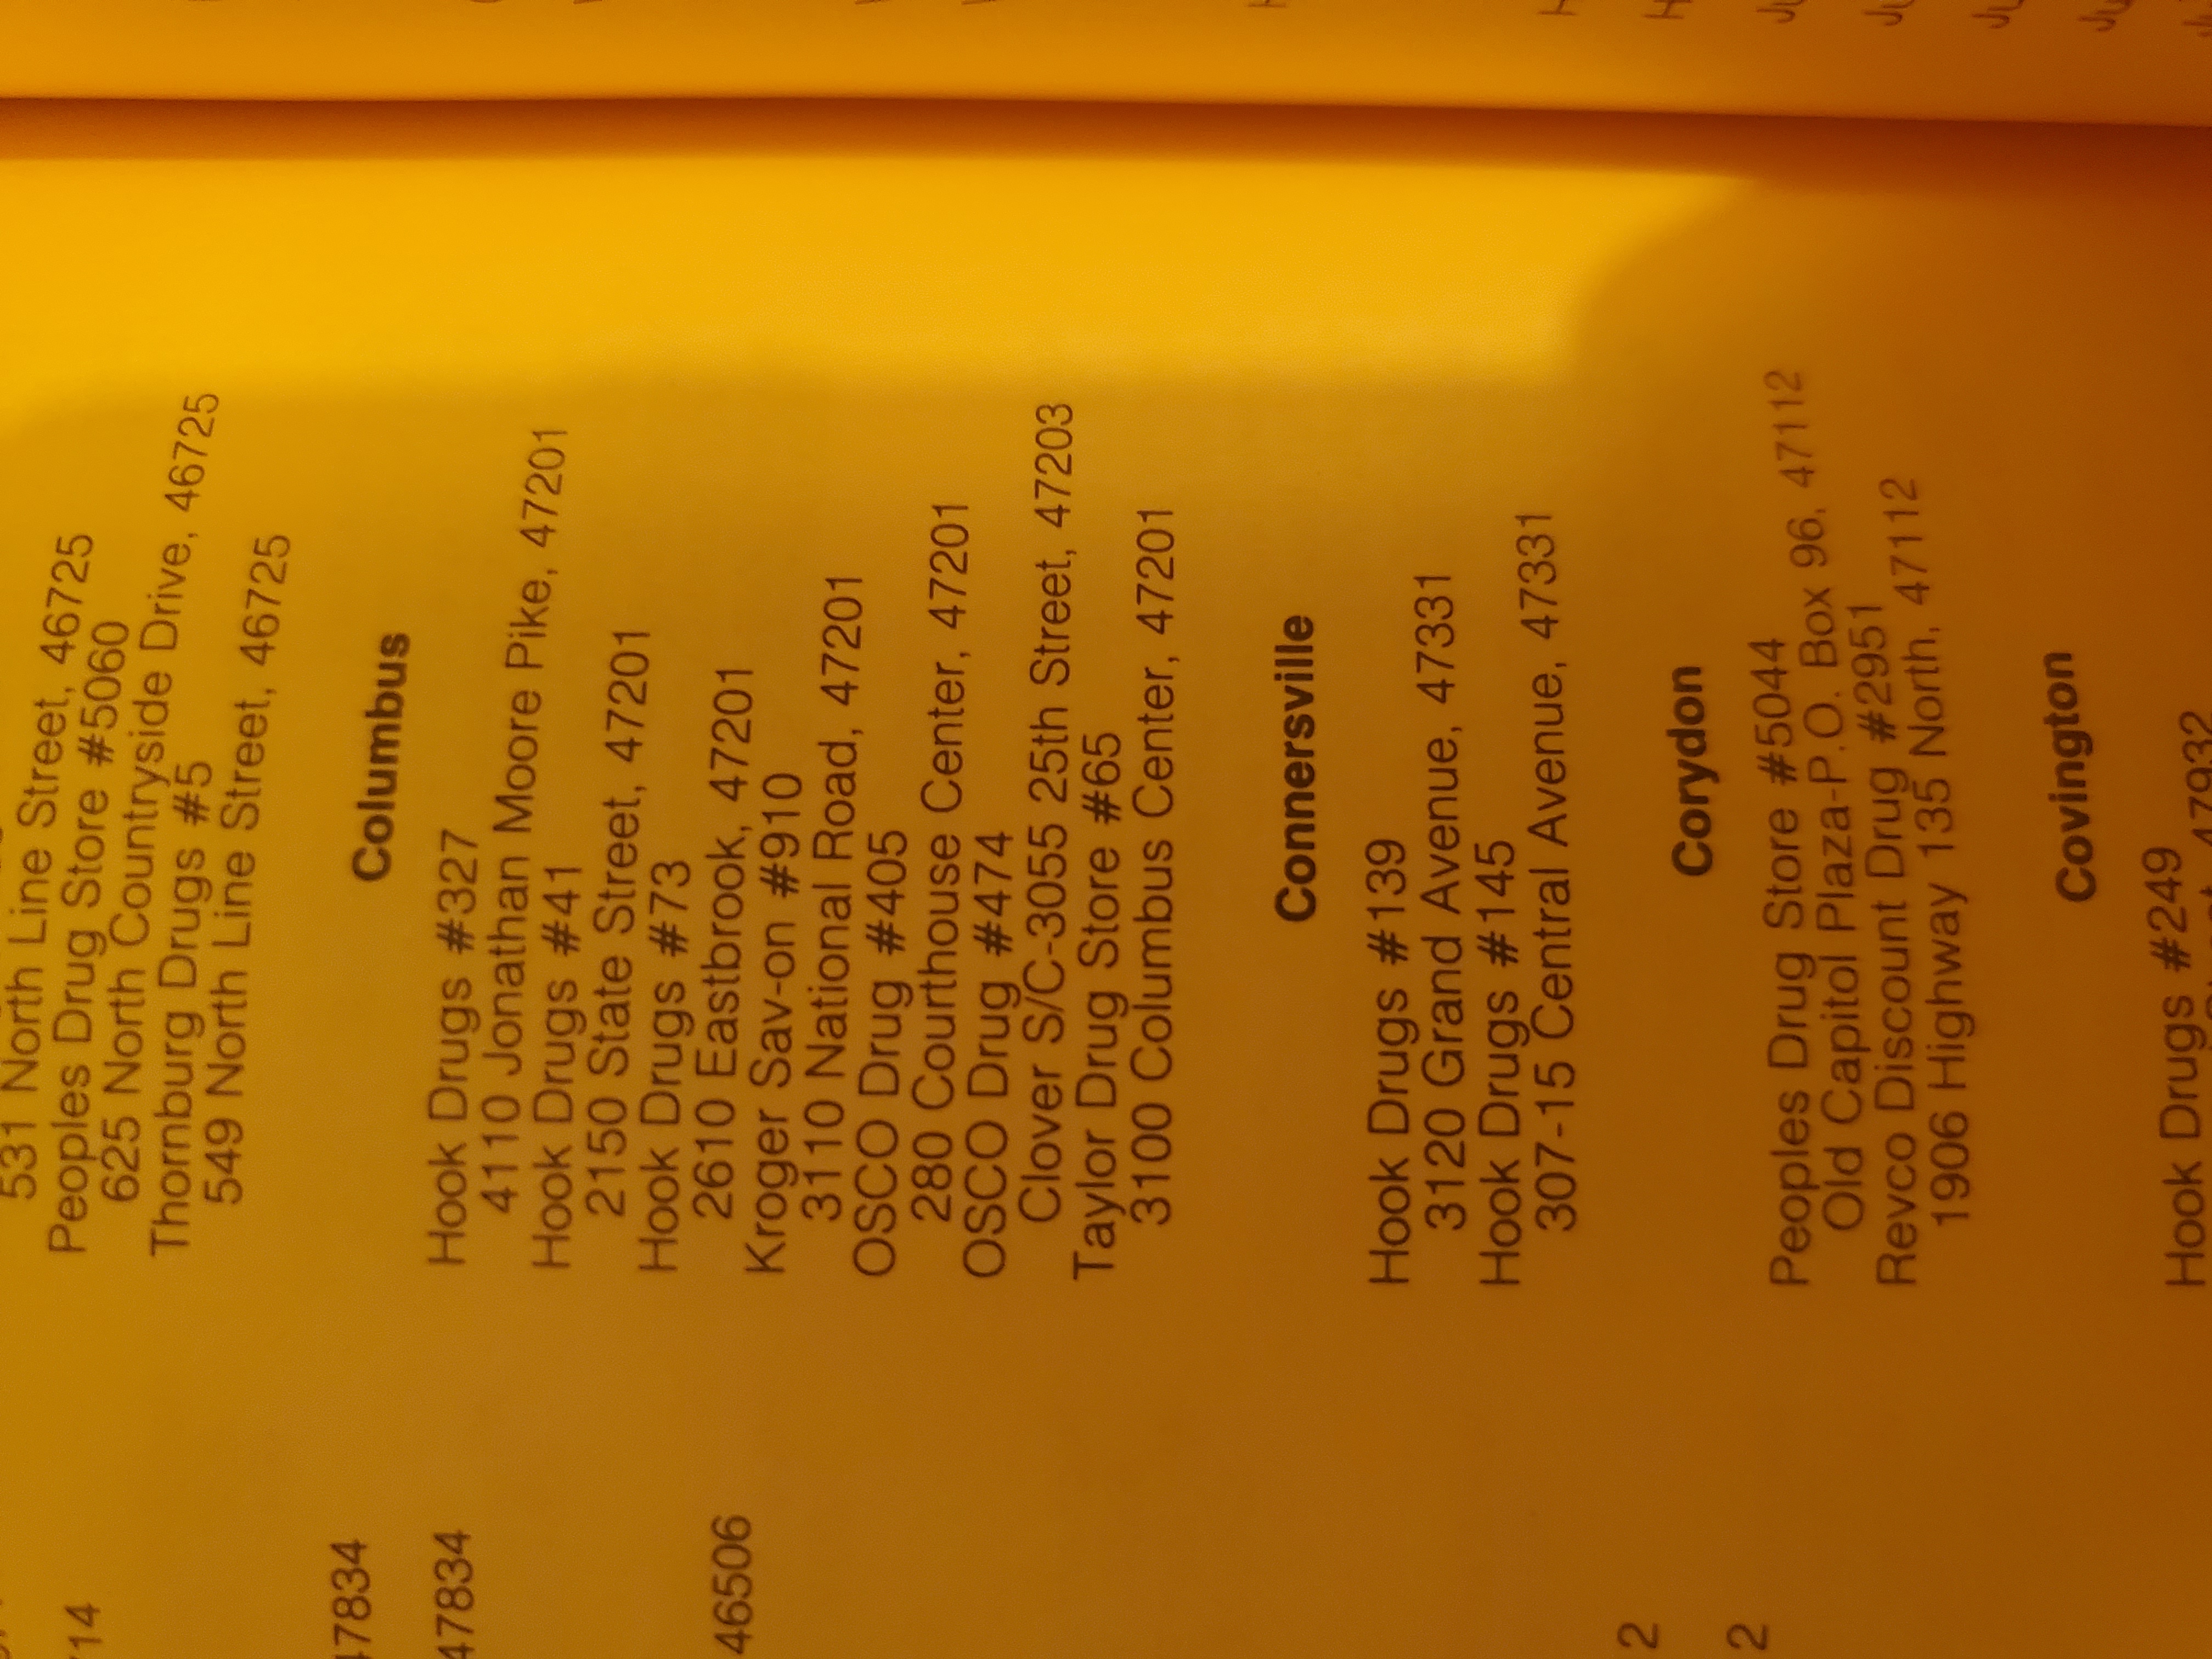 531 North Line Street, 46725
Peoples Drug Store #5060
625 North Countryside Drive, 46725
Thornburg Drugs #5
549 North Line Street, 46725
Columbus
Hook Drugs #327
4110 Jonathan Moore Pike, 47201
Hook Drugs #41
2150 State Street, 47201
Hook Drugs #73
2610 Eastbrook, 47201
Kroger Sav-on #910
3110 National Road, 47201
OSCO Drug #405
280 Courthouse Center, 47201
OSCO Drug #474
Clover S/C-3055 25th Street, 47203
Taylor Drug Store #65
3100 Columbus Center, 47201
Connersville
Hook Drugs #139
3120 Grand Avenue, 47331
Hook Drugs #145
307-15 Central Avenue, 47331
Corydon
Peoples Drug Store #5044
Old Capitol Plaza-P.O. Box 96, 47112
Revco Discount Drug #2951
1906 Highway 135 North, 47112
Covington
Hook Drugs #249
47932
47834
47834
46506
2
2